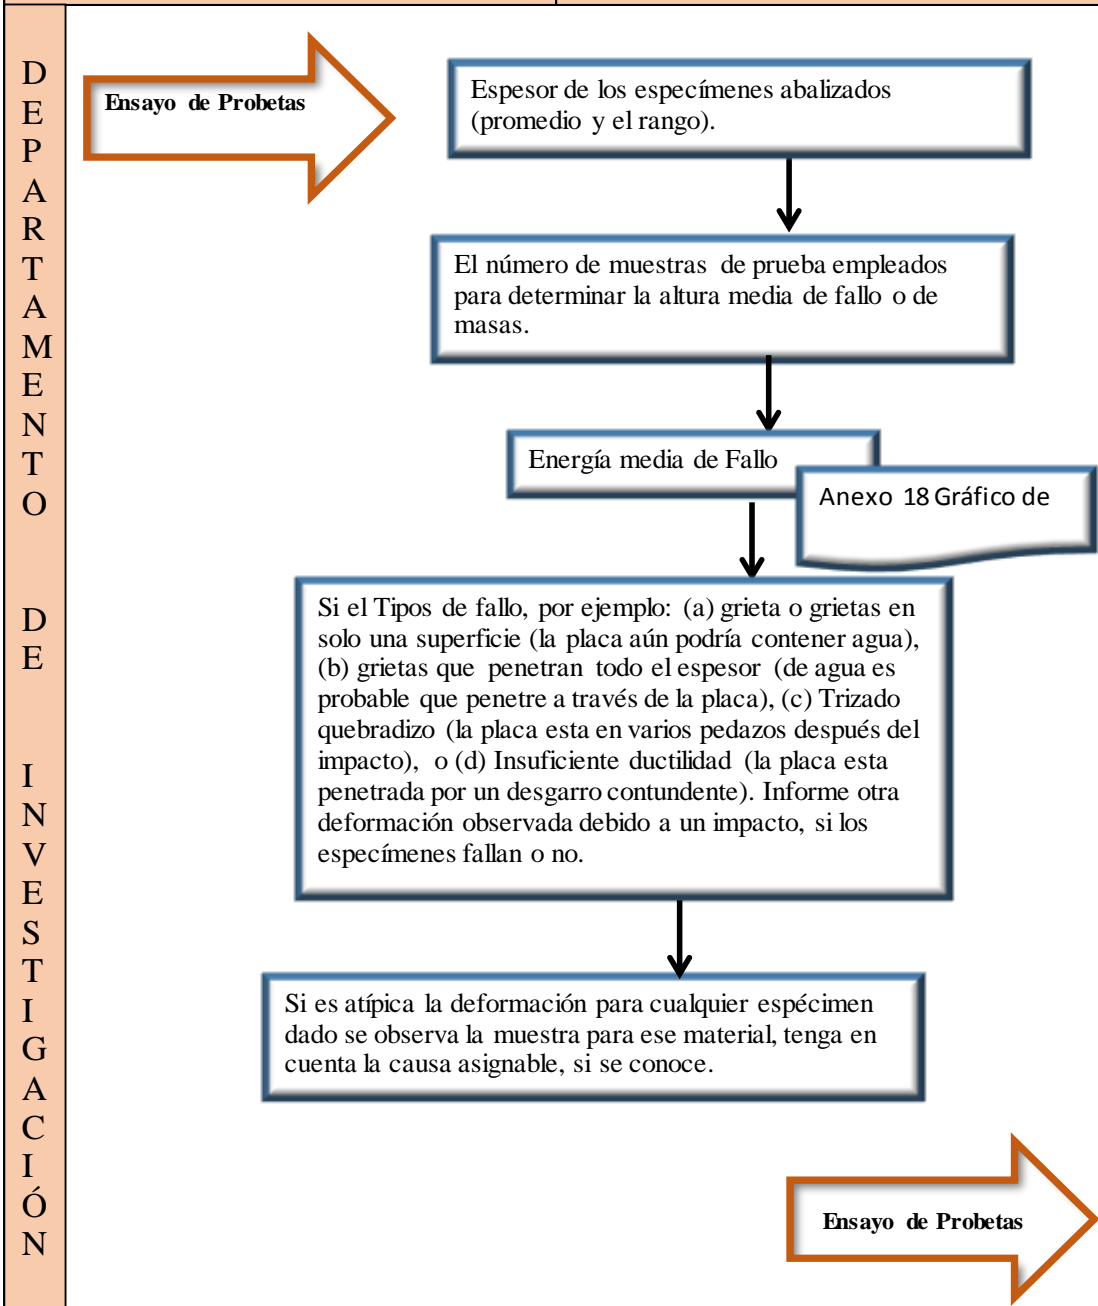 DEPARTAMENTO DE INVESTIGACIÓN
Ensayo de Probetas
Espesor de los especímenes abalizados
(promedio y el rango).
El número de muestras de prueba empleados
para determinar la altura media de fallo o de
masas.
Energía media de Fallo
Anexo 18 Gráfico de
Si el Tipos de fallo, por ejemplo: (a) grieta o grietas en
solo una superficie (la placa aún podría contener agua),
(b) grietas que penetran todo el espesor (de agua es
probable que penetre a través de la placa), (c) Trizado
quebradizo (la placa esta en varios pedazos después del
impacto), o (d) Insuficiente ductilidad (la placa esta
penetrada por un desgarro contundente). Informe otra
deformación observada debido a un impacto, si los
especímenes fallan o no.
Si es atípica la deformación para cualquier espécimen
dado se observa la muestra para ese material, tenga en
cuenta la causa asignable, si se conoce.
Ensayo de Probetas